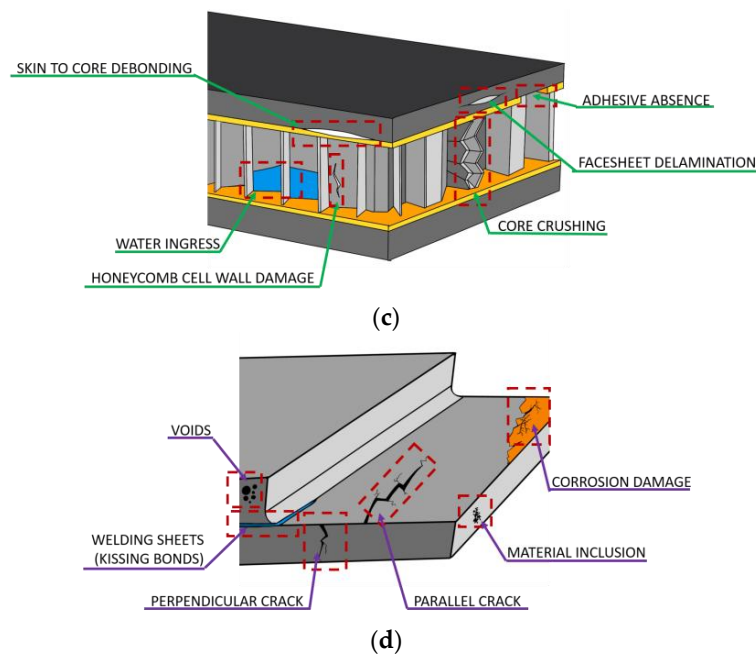 SKIN TO CORE DEBONDING
ADHESIVE ABSENCE
FACESHEET DELAMINATION
CORE CRUSHING
WATER INGRESS
HONEYCOMB CELL WALL DAMAGE
(c)
VOIDS
CORROSION DAMAGE
WELDING SHEETS
(KISSING BONDS)
MATERIAL INCLUSION
PERPENDICULAR CRACK
PARALLEL CRACK
(d)